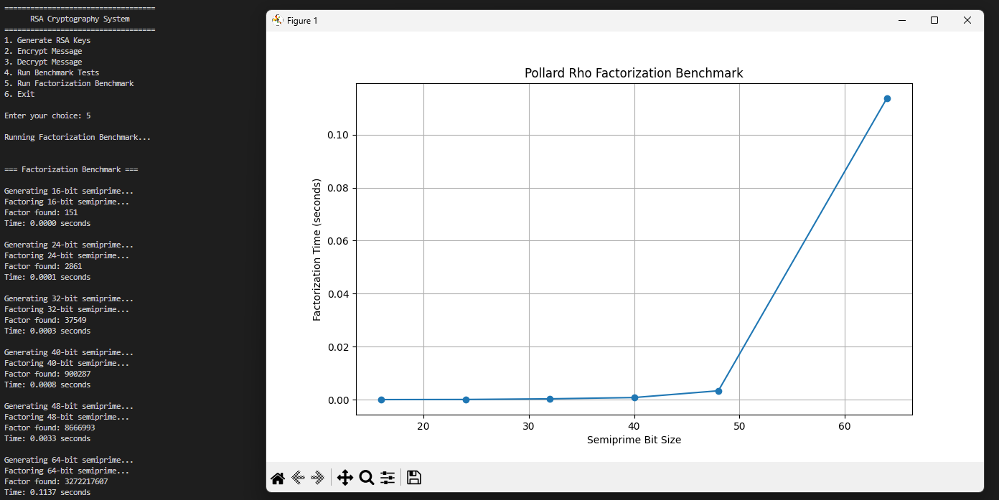 ===================================
RSA Cryptography System
===================================
1. Generate RSA Keys
2. Encrypt Message
3. Decrypt Message
4. Run Benchmark Tests
5. Run Factorization Benchmark
6. Exit
Enter your choice: 5
Running Factorization Benchmark...
=== Factorization Benchmark ===
Generating 16-bit semiprime...
Factoring 16-bit semiprime...
Factor found: 151
Time: 0.0000 seconds
Generating 24-bit semiprime...
Factoring 24-bit semiprime...
Factor found: 2861
Time: 0.0001 seconds
Generating 32-bit semiprime...
Factoring 32-bit semiprime...
Factor found: 37549
Time: 0.0003 seconds
Generating 40-bit semiprime...
Factoring 40-bit semiprime...
Factor found: 900287
Time: 0.0008 seconds
Generating 48-bit semiprime...
Factoring 48-bit semiprime...
Factor found: 8666993
Time: 0.0033 seconds
Generating 64-bit semiprime...
Factoring 64-bit semiprime...
Factor found: 3272217607
Time: 0.1137 seconds
Figure 1
Pollard Rho Factorization Benchmark
Factorization Time (seconds)
0.10
0.08
0.06
0.04
0.02
0.00
20 30 40 50 60
Semiprime Bit Size